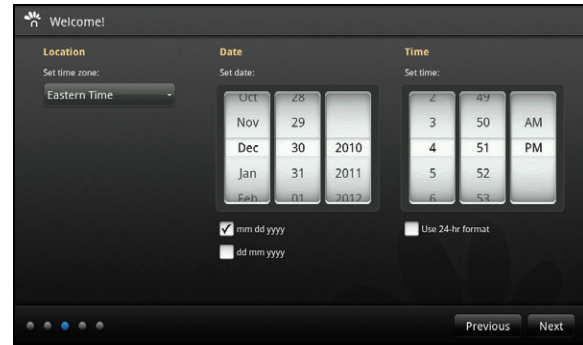 Welcome!
Location
Set time zone:
Eastern Time
Date
Set date:
Oct 28
Nov 29
Dec 30 2010
Jan 31 2011
Feb 01 2012
mm dd yyyy
dd mm yyyy
Time
Set time:
2 49
3 50 AM
4 51 PM
5 52
6 53
Use 24-hr format
Previous Next